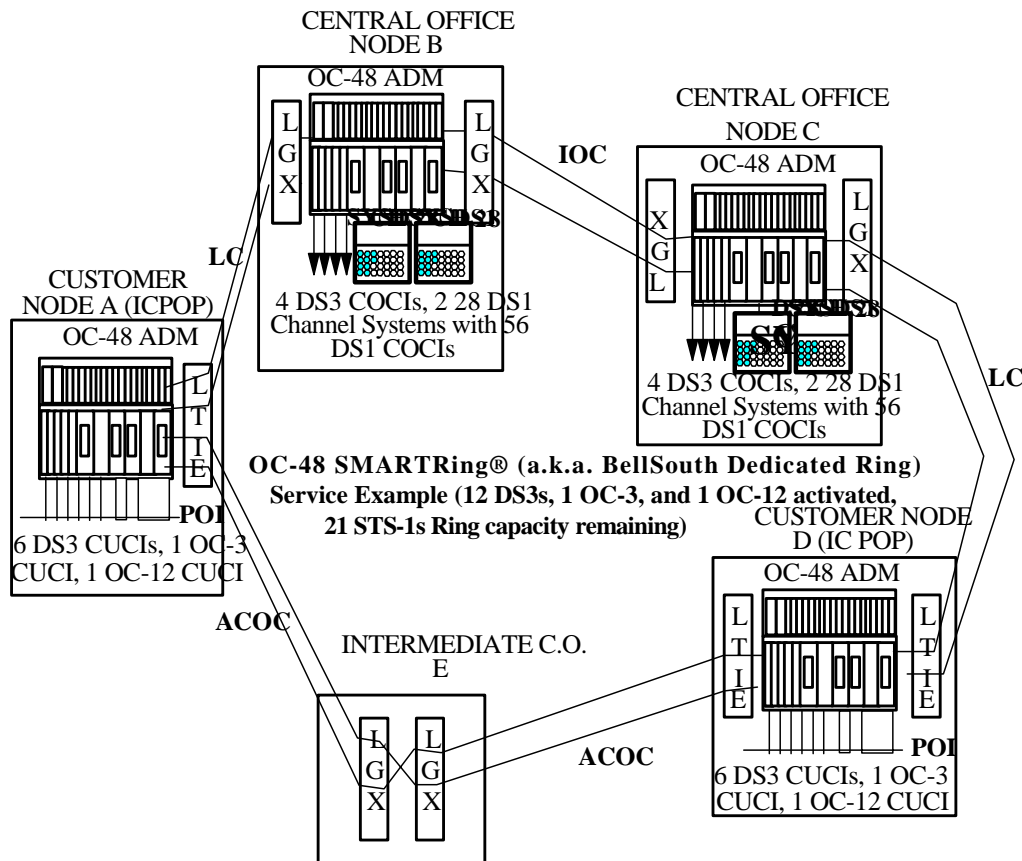 CENTRAL OFFICE
NODE B
OC-48 ADM
L
G
X
L
G
X
4 DS3 COCIs, 2 28 DS1
Channel Systems with 56
DS1 COCIs
IOC
CENTRAL OFFICE
NODE C
OC-48 ADM
X
G
L
L
G
X
4 DS3 COCIs, 2 28 DS1
Channel Systems with 56
DS1 COCIs
LC
LC
CUSTOMER
NODE A (ICPOP)
OC-48 ADM
L
T
I
E
POI
6 DS3 CUCIs, 1 OC-3
CUCI, 1 OC-12 CUCI
OC-48 SMARTRing® (a.k.a. BellSouth Dedicated Ring)
Service Example (12 DS3s, 1 OC-3, and 1 OC-12 activated,
21 STS-1s Ring capacity remaining)
CUSTOMER NODE
D (IC POP)
OC-48 ADM
L
T
I
E
L
T
I
E
POI
6 DS3 CUCIs, 1 OC-3
CUCI, 1 OC-12 CUCI
ACOC
INTERMEDIATE C.O.
E
L
G
X
L
G
X
ACOC